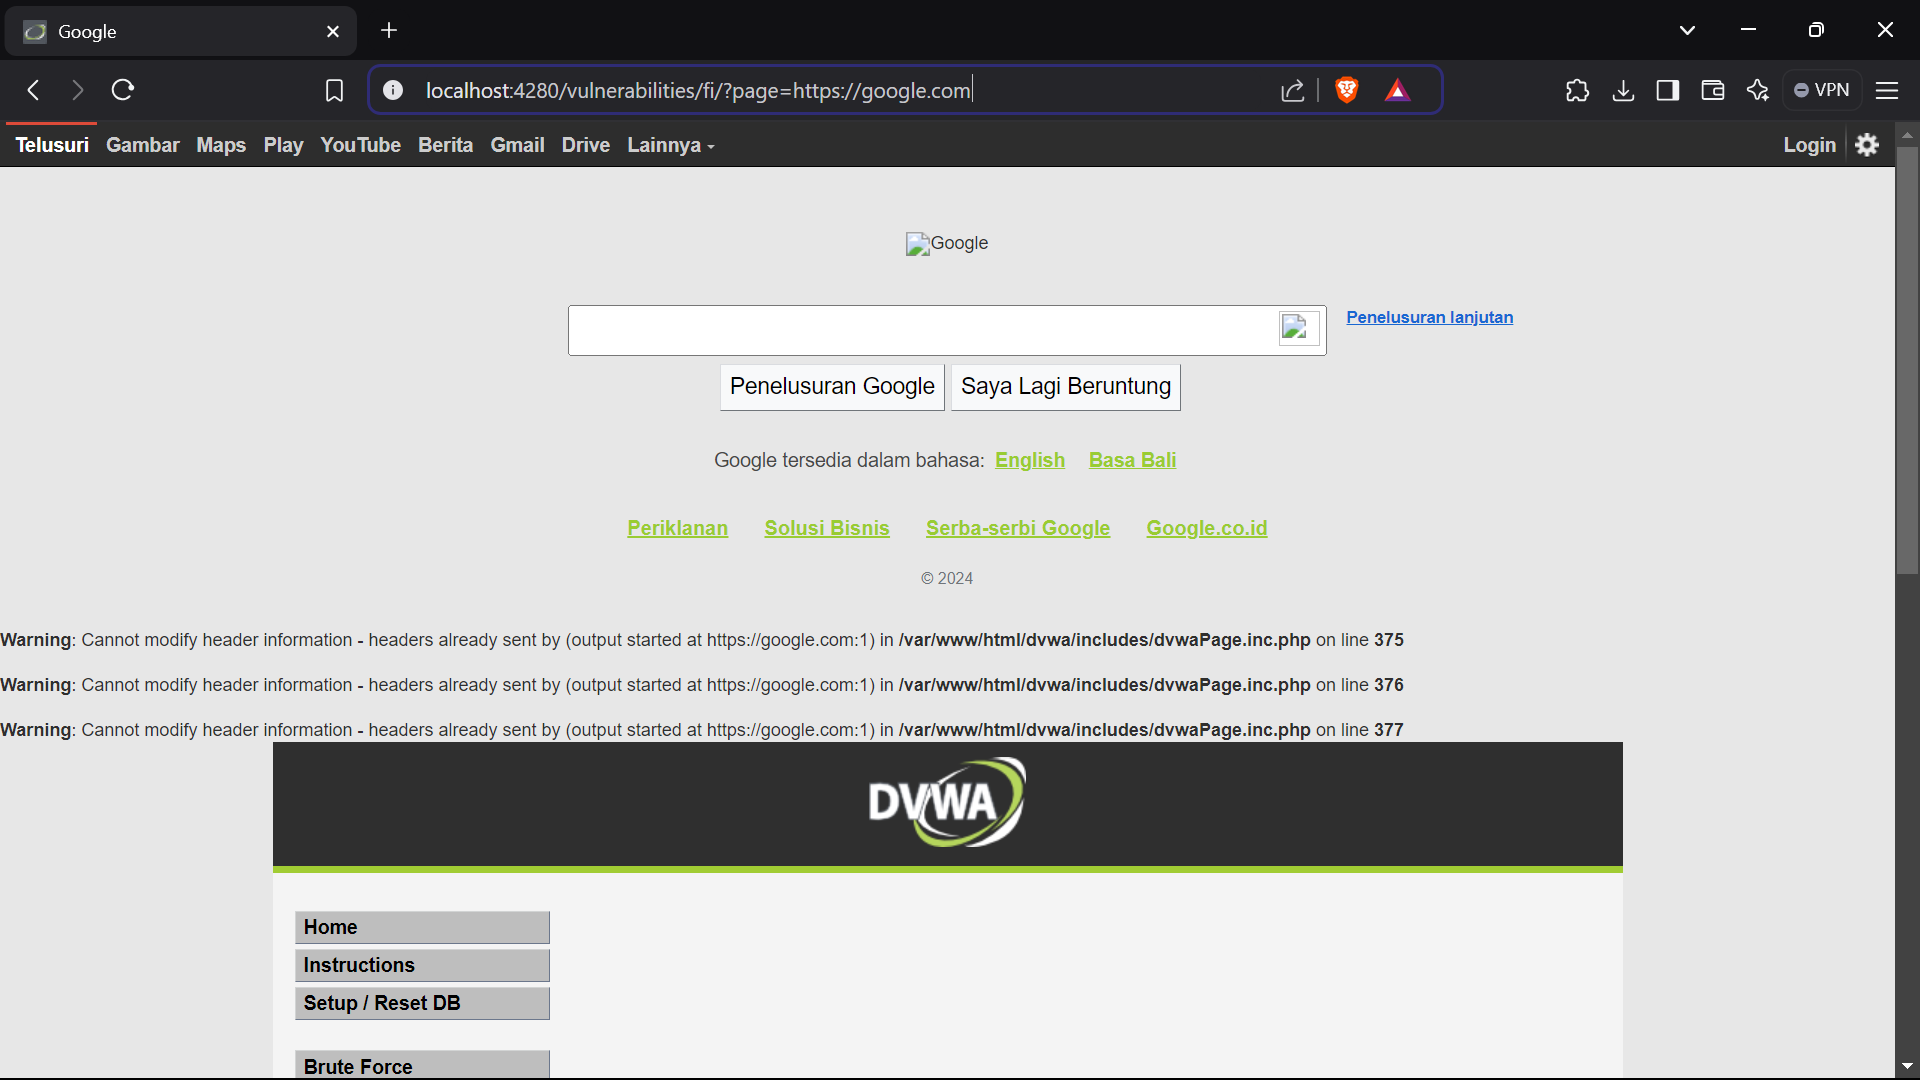 Google
localhost:4280/vulnerabilities/fi/?page=https://google.com
VPN
Telusuri Gambar Maps Play YouTube Berita Gmail Drive Lainnya Login
Google
Penelusuran lanjutan
Penelusuran Google Saya Lagi Beruntung
Google tersedia dalam bahasa: English Basa Bali
Periklanan Solusi Bisnis Serba-serbi Google Google.co.id
© 2024
Warning: Cannot modify header information - headers already sent by (output started at https://google.com:1) in /var/www/html/dvwa/includes/dvwaPage.inc.php on line 375
Warning: Cannot modify header information - headers already sent by (output started at https://google.com:1) in /var/www/html/dvwa/includes/dvwaPage.inc.php on line 376
Warning: Cannot modify header information - headers already sent by (output started at https://google.com:1) in /var/www/html/dvwa/includes/dvwaPage.inc.php on line 377
DVWA
Home
Instructions
Setup / Reset DB
Brute Force